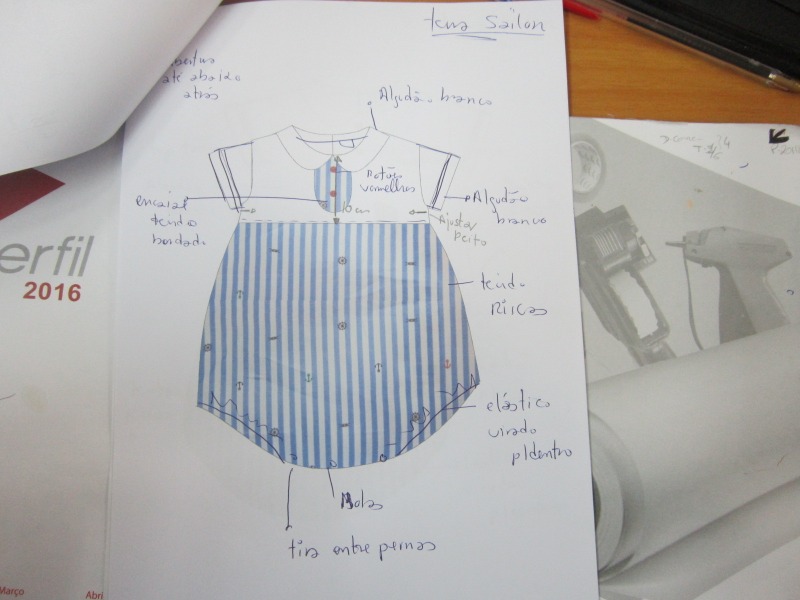 tema Sailor
abertura
até abaixo
atrás
Algodão branco
Botões
vermelhos
encaixe
tecido
bordado
10 cm
Algodão
branco
Ajustar
peito
tecido
Riscas
elástico
virado
p/dentro
Molas
tira entre pernas
erfil
2016
Março
Abri